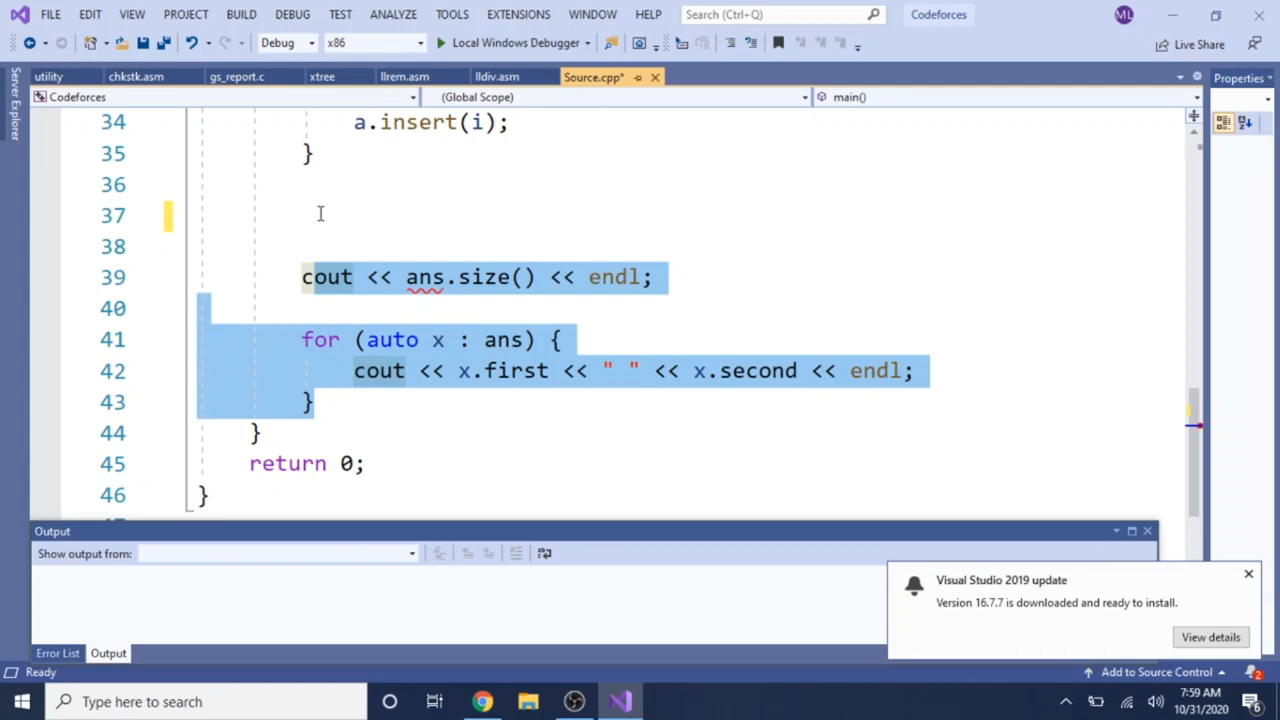 FILE EDIT VIEW PROJECT BUILD DEBUG TEST ANALYZE TOOLS EXTENSIONS WINDOW HELP Search (Ctrl+Q) Codeforces ML
Debug x86 Local Windows Debugger Live Share
utility chkstk.asm gs_report.c xtree llrem.asm lldiv.asm Source.cpp* Properties
Codeforces (Global Scope) main()
Server Explorer
34 a.insert(i);
35 }
36
37
38
39 cout << ans.size() << endl;
40
41 for (auto x : ans) {
42 cout << x.first << " " << x.second << endl;
43 }
44 }
45 return 0;
46 }
Output
Show output from:
Visual Studio 2019 update
Version 16.7.7 is downloaded and ready to install.
View details
Error List Output
Ready Add to Source Control 2
Type here to search
7:59 AM
10/31/2020
6